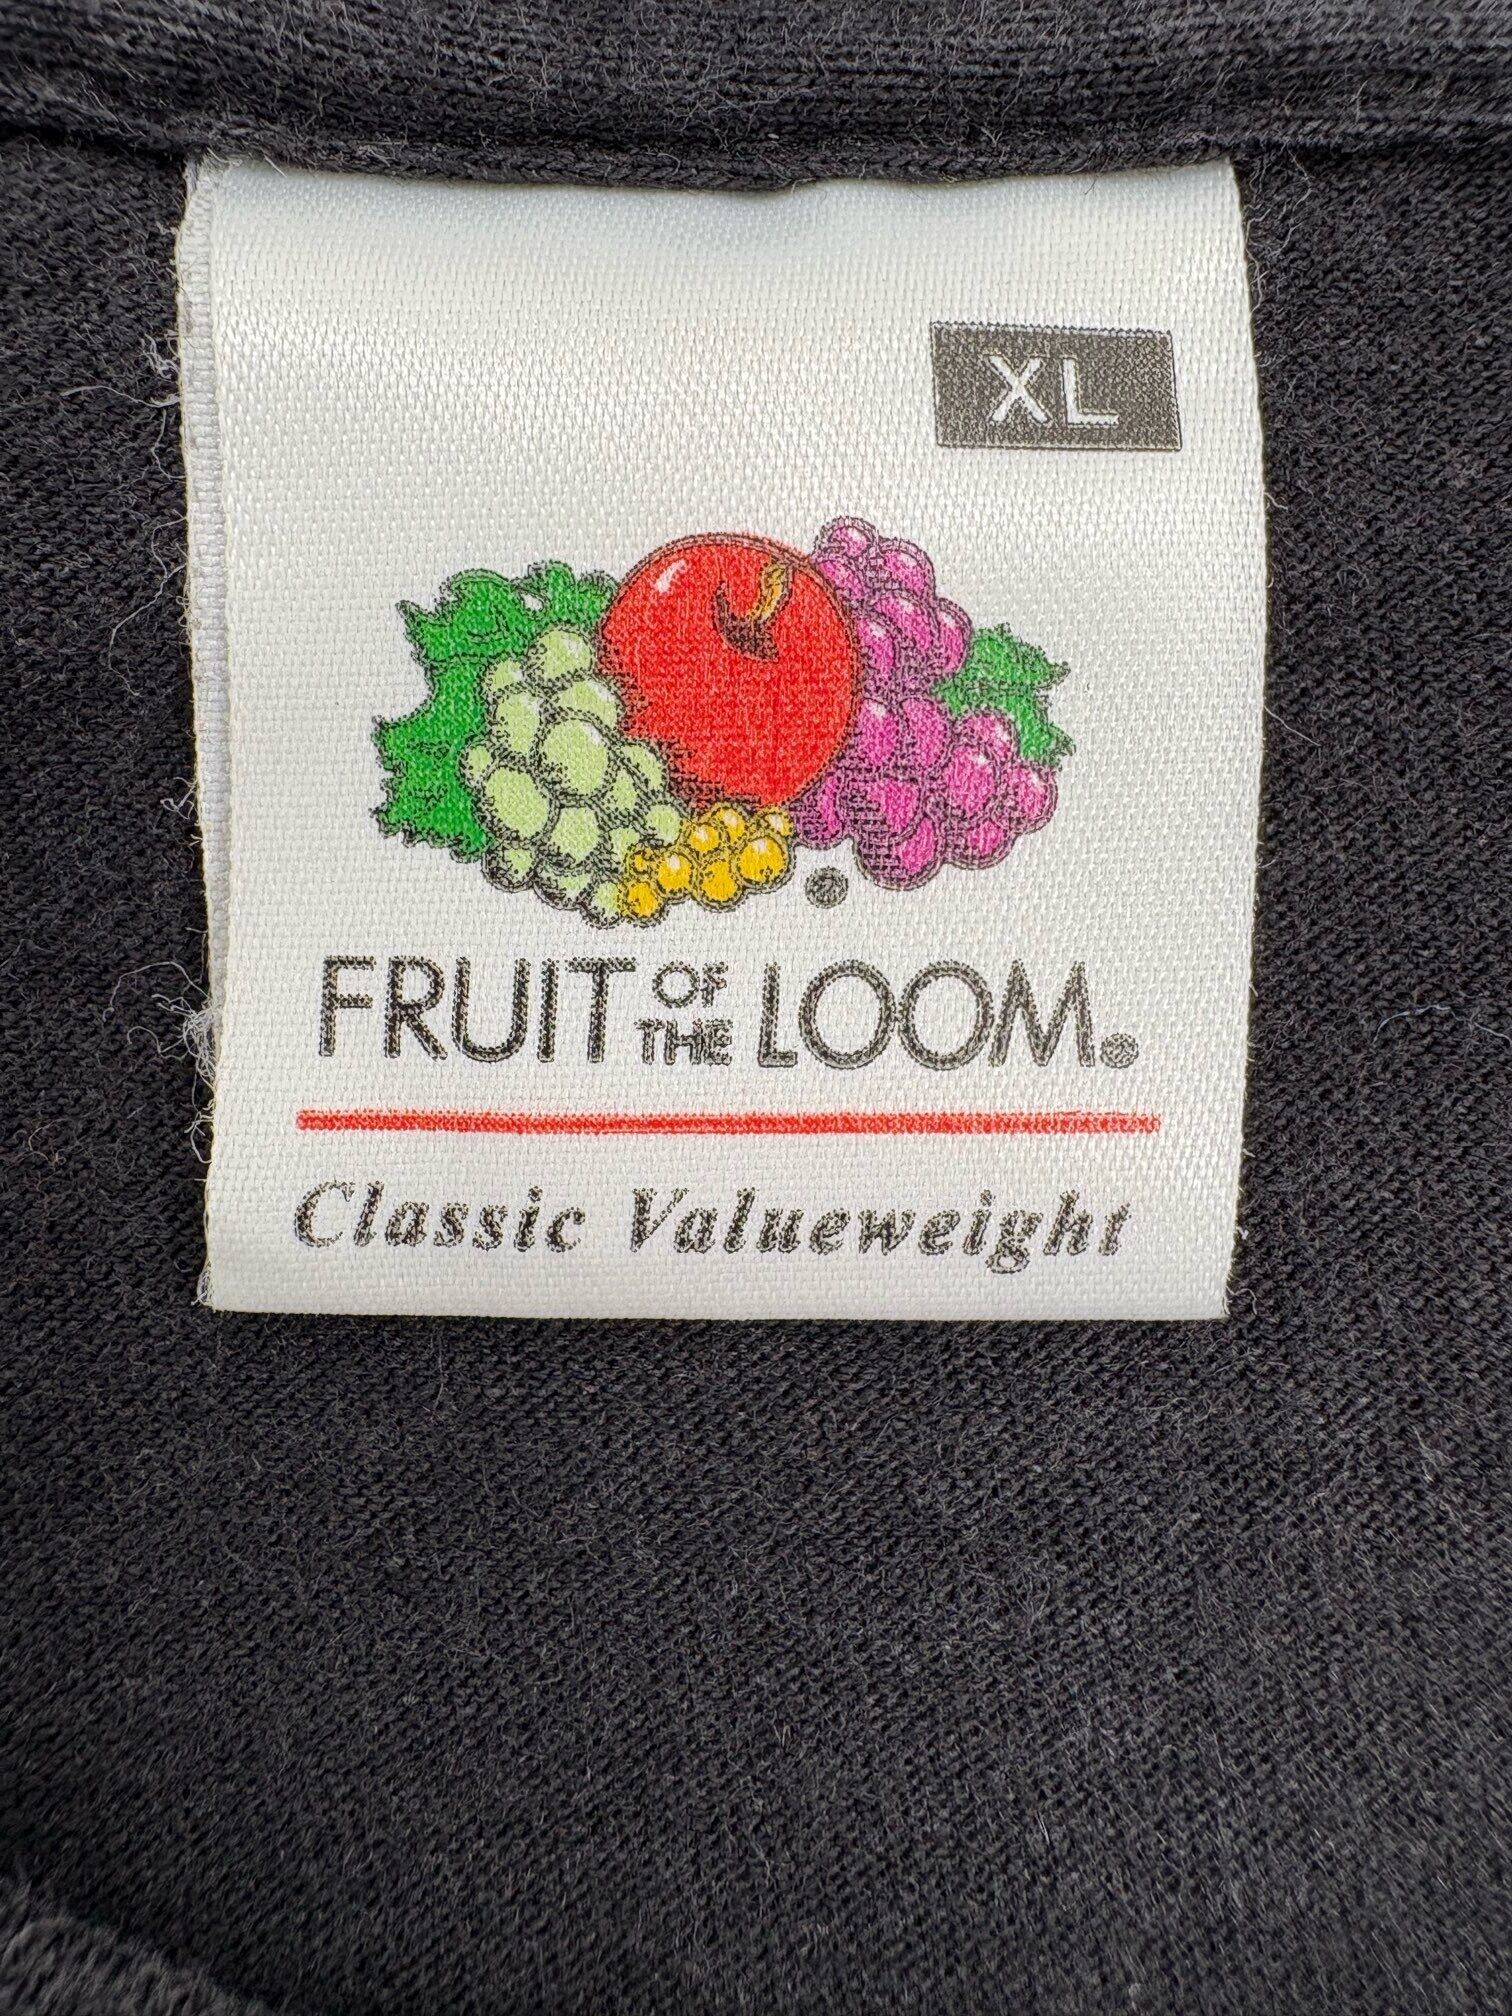 XL
FRUIT OF THE LOOM®
Classic Valueweight